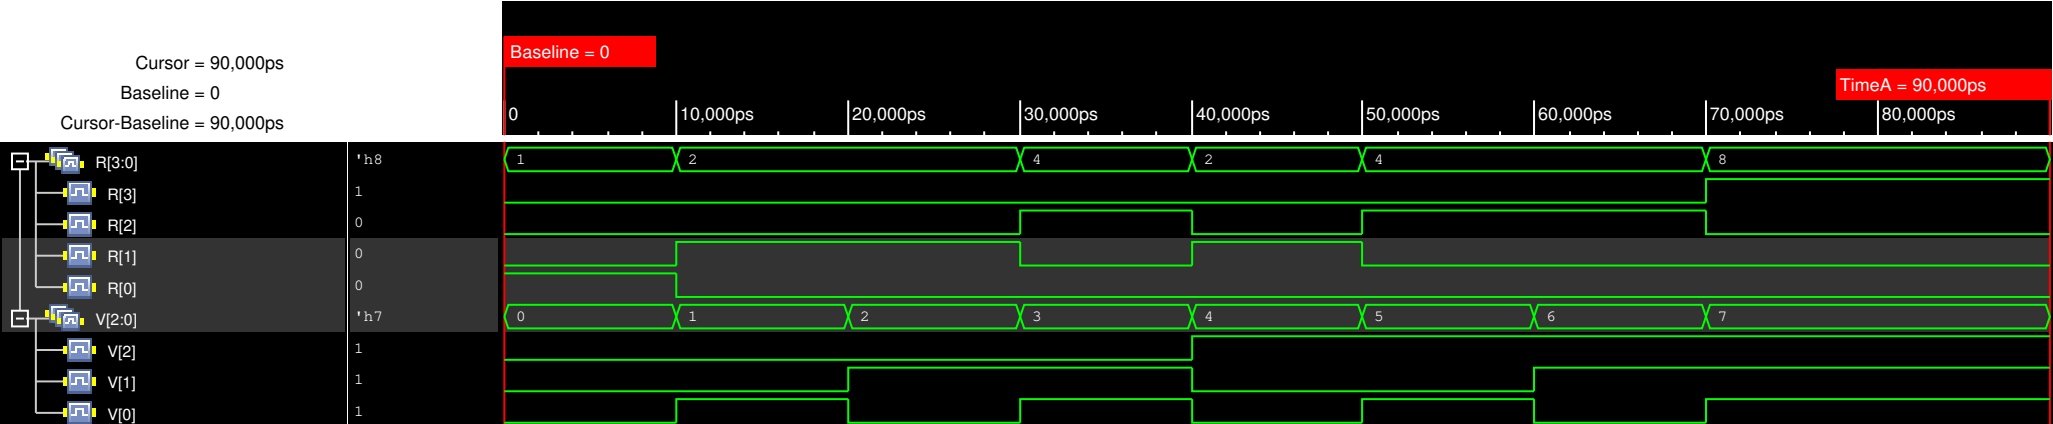 Baseline = 0
Cursor = 90,000ps
Baseline = 0
Cursor-Baseline = 90,000ps
TimeA = 90,000ps
0 10,000ps 20,000ps 30,000ps 40,000ps 50,000ps 60,000ps 70,000ps 80,000ps
R[3:0] 'h8 1 2 4 2 4 8
R[3] 1
R[2] 0
R[1] 0
R[0] 0
V[2:0] 'h7 0 1 2 3 4 5 6 7
V[2] 1
V[1] 1
V[0] 1